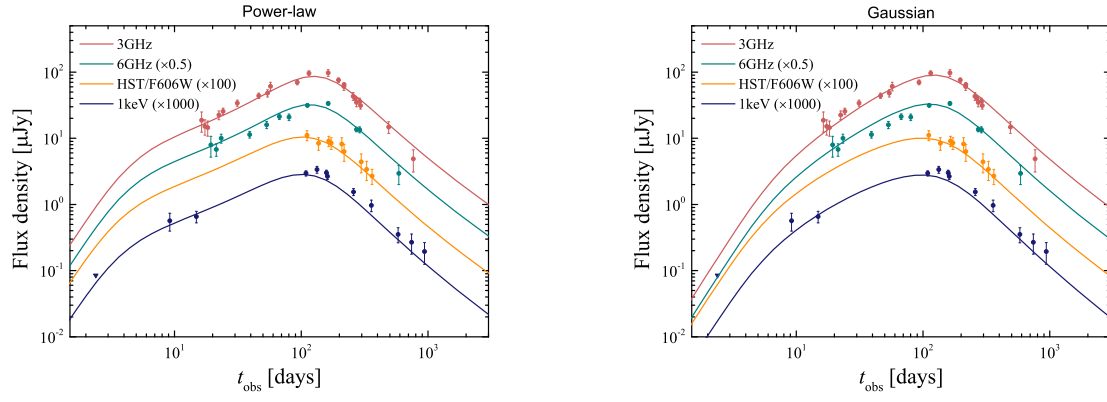 Power-law
3GHz
6GHz (×0.5)
HST/F606W (×100)
1keV (×1000)
Flux density [μJy]
10²
10¹
10⁰
10⁻¹
10⁻²
10¹ 10² 10³
t_obs [days]
Gaussian
3GHz
6GHz (×0.5)
HST/F606W (×100)
1keV (×1000)
Flux density [μJy]
10²
10¹
10⁰
10⁻¹
10⁻²
10¹ 10² 10³
t_obs [days]